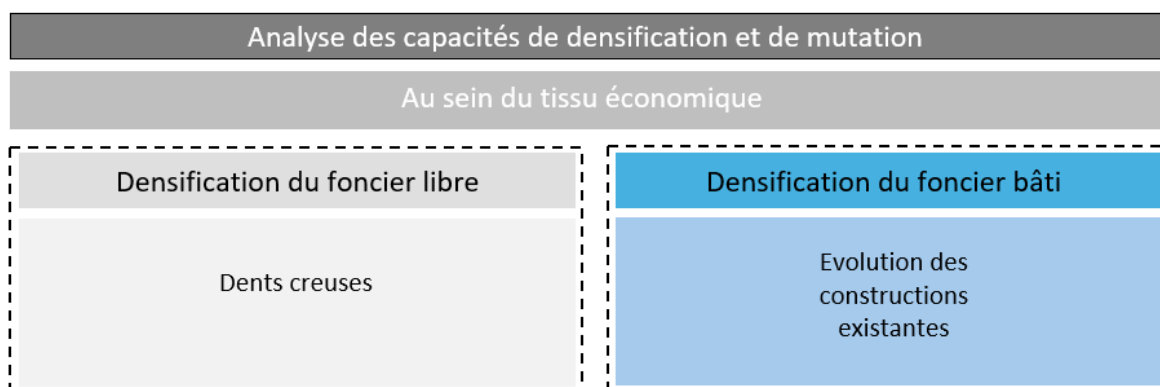 Analyse des capacités de densification et de mutation
Au sein du tissu économique
Densification du foncier libre
Dents creuses
Densification du foncier bâti
Evolution des
constructions
existantes